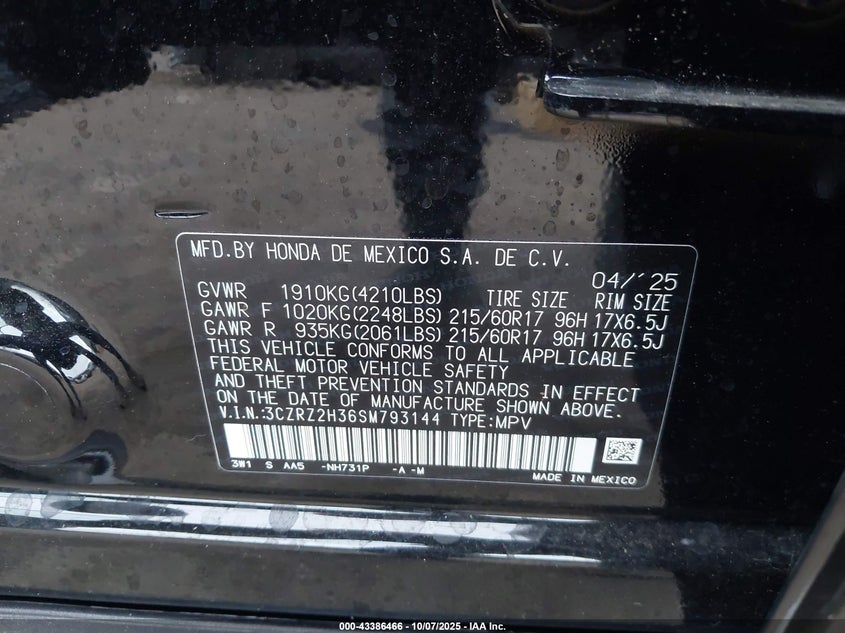 MFD.BY HONDA DE MEXICO S.A. DE C.V.
04/'25
GVWR 1910KG(4210LBS) TIRE SIZE RIM SIZE
GAWR F 1020KG(2248LBS) 215/60R17 96H 17X6.5J
GAWR R 935KG(2061LBS) 215/60R17 96H 17X6.5J
THIS VEHICLE CONFORMS TO ALL APPLICABLE
FEDERAL MOTOR VEHICLE SAFETY
AND THEFT PREVENTION STANDARDS IN EFFECT
ON THE DATE OF MANUFACTURE SHOWN ABOVE.
V.I.N.:3CZRZ2H36SM793144 TYPE:MPV
3W1 S AA5 -NH731P -A -M
MADE IN MEXICO
000-43386466 - 10/07/2025 - IAA Inc.